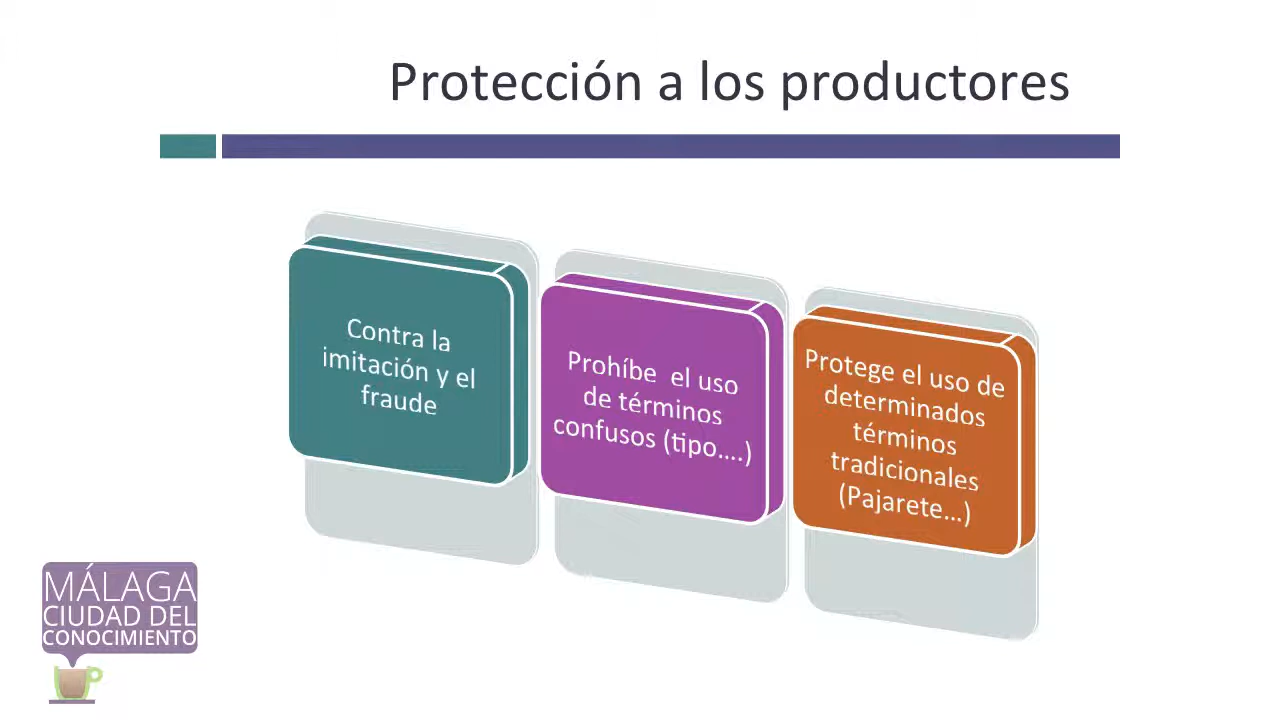 Protección a los productores
Contra la
imitación y el
fraude
Prohíbe el uso
de términos
confusos (tipo....)
Protege el uso de
determinados
términos
tradicionales
(Pajarete...)
MÁLAGA
CIUDAD DEL
CONOCIMIENTO